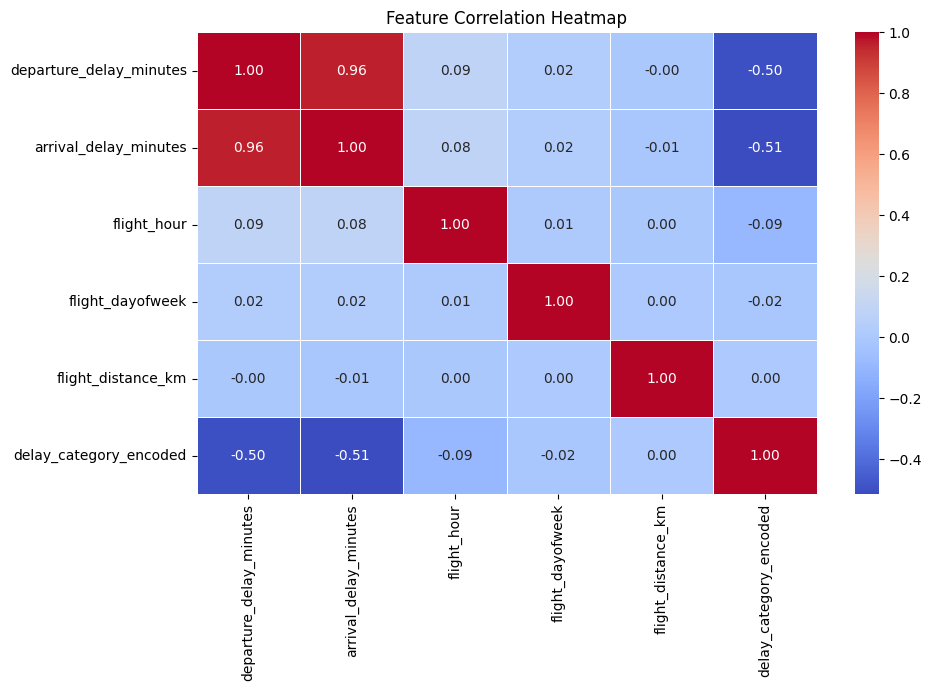 Feature Correlation Heatmap
departure_delay_minutes 1.00 0.96 0.09 0.02 -0.00 -0.50
arrival_delay_minutes 0.96 1.00 0.08 0.02 -0.01 -0.51
flight_hour 0.09 0.08 1.00 0.01 0.00 -0.09
flight_dayofweek 0.02 0.02 0.01 1.00 0.00 -0.02
flight_distance_km -0.00 -0.01 0.00 0.00 1.00 0.00
delay_category_encoded -0.50 -0.51 -0.09 -0.02 0.00 1.00
departure_delay_minutes
arrival_delay_minutes
flight_hour
flight_dayofweek
flight_distance_km
delay_category_encoded
1.0
0.8
0.6
0.4
0.2
0.0
−0.2
−0.4